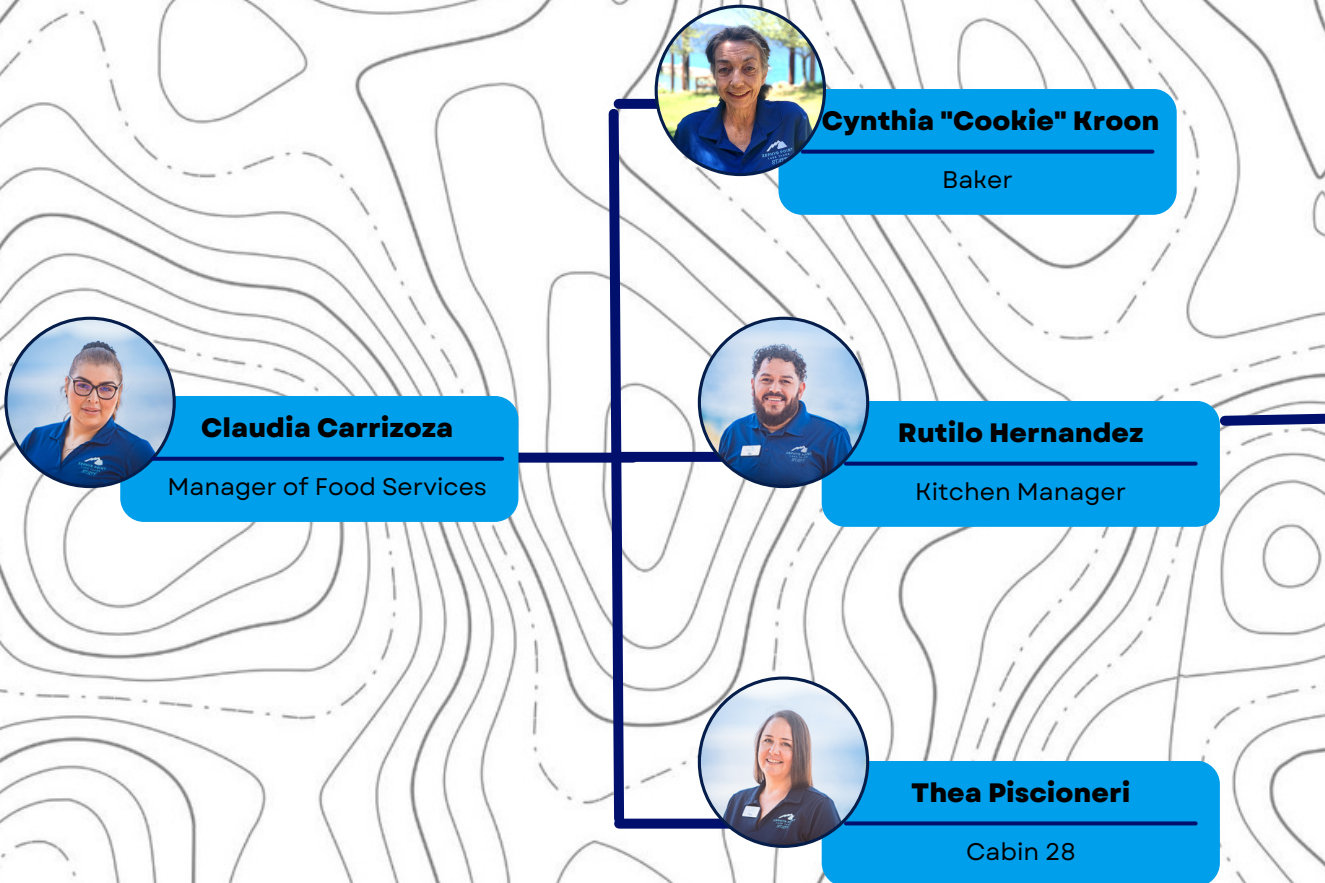 Cynthia "Cookie" Kroon
Baker
Claudia Carrizoza
Manager of Food Services
Rutilo Hernandez
Kitchen Manager
Thea Piscioneri
Cabin 28